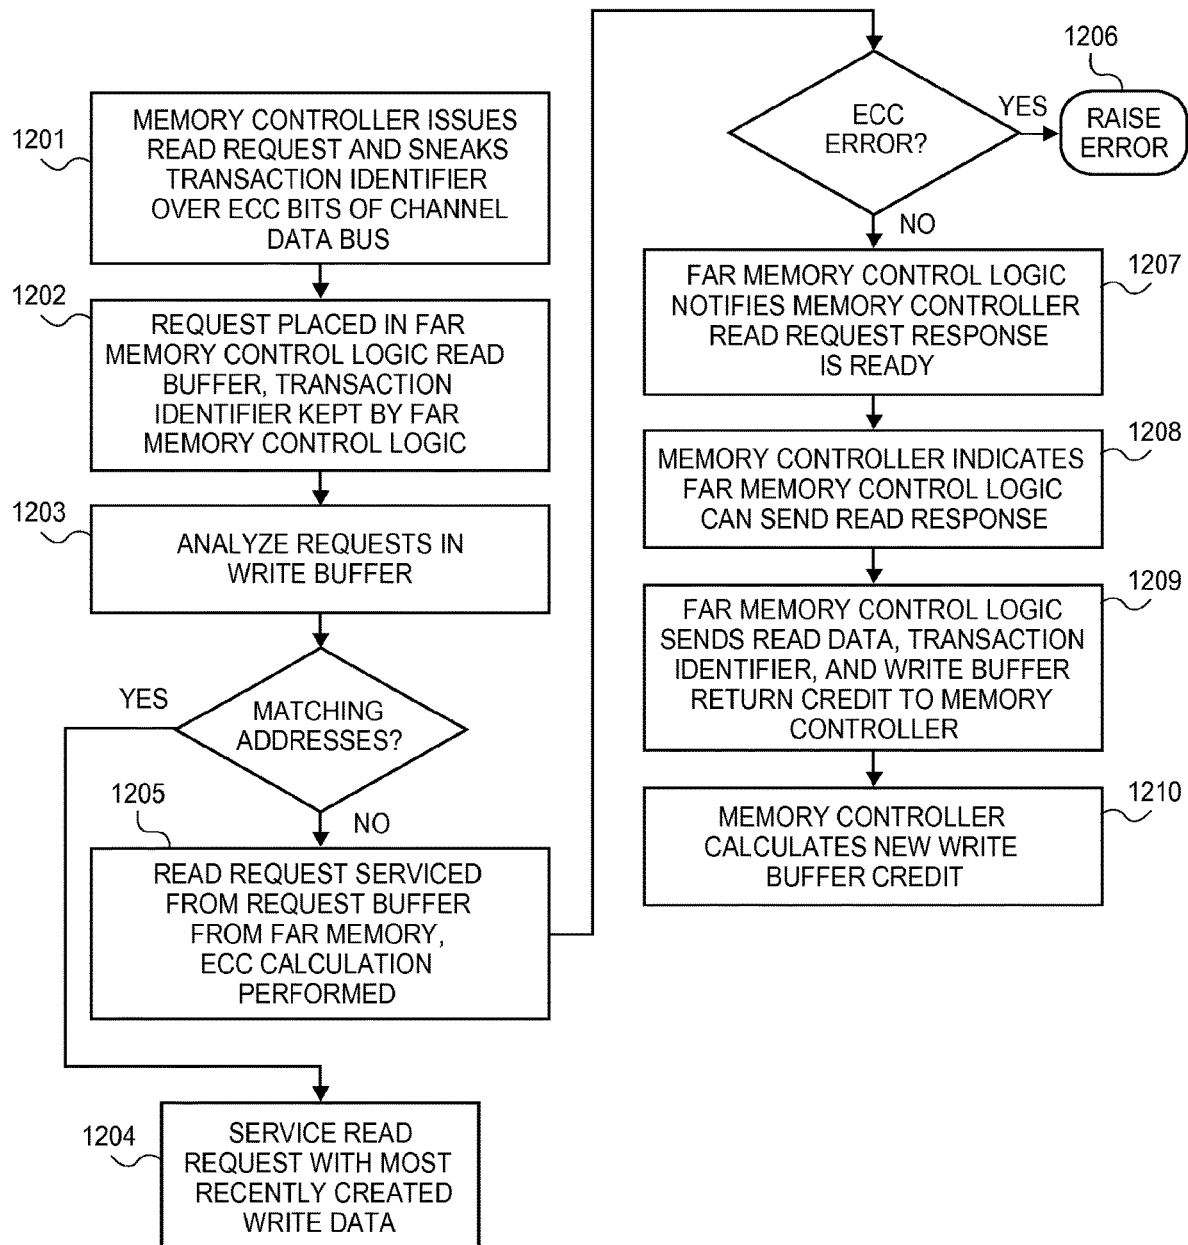 1201
MEMORY CONTROLLER ISSUES
READ REQUEST AND SNEAKS
TRANSACTION IDENTIFIER
OVER ECC BITS OF CHANNEL
DATA BUS
1202
REQUEST PLACED IN FAR
MEMORY CONTROL LOGIC READ
BUFFER, TRANSACTION
IDENTIFIER KEPT BY FAR
MEMORY CONTROL LOGIC
1203
ANALYZE REQUESTS IN
WRITE BUFFER
YES
MATCHING
ADDRESSES?
NO
1205
READ REQUEST SERVICED
FROM REQUEST BUFFER
FROM FAR MEMORY,
ECC CALCULATION
PERFORMED
1204
SERVICE READ
REQUEST WITH MOST
RECENTLY CREATED
WRITE DATA
ECC
ERROR?
YES
1206
RAISE
ERROR
NO
1207
FAR MEMORY CONTROL LOGIC
NOTIFIES MEMORY CONTROLLER
READ REQUEST RESPONSE
IS READY
1208
MEMORY CONTROLLER INDICATES
FAR MEMORY CONTROL LOGIC
CAN SEND READ RESPONSE
1209
FAR MEMORY CONTROL LOGIC
SENDS READ DATA, TRANSACTION
IDENTIFIER, AND WRITE BUFFER
RETURN CREDIT TO MEMORY
CONTROLLER
1210
MEMORY CONTROLLER
CALCULATES NEW WRITE
BUFFER CREDIT